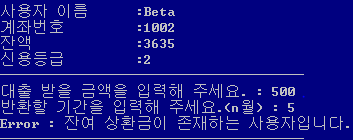 사용자 이름 :Beta
계좌번호 :1002
잔액 :3635
신용등급 :2
대출 받을 금액을 입력해 주세요. : 500
반환할 기간을 입력해 주세요.(n월) : 5
Error : 잔여 상환금이 존재하는 사용자입니다.